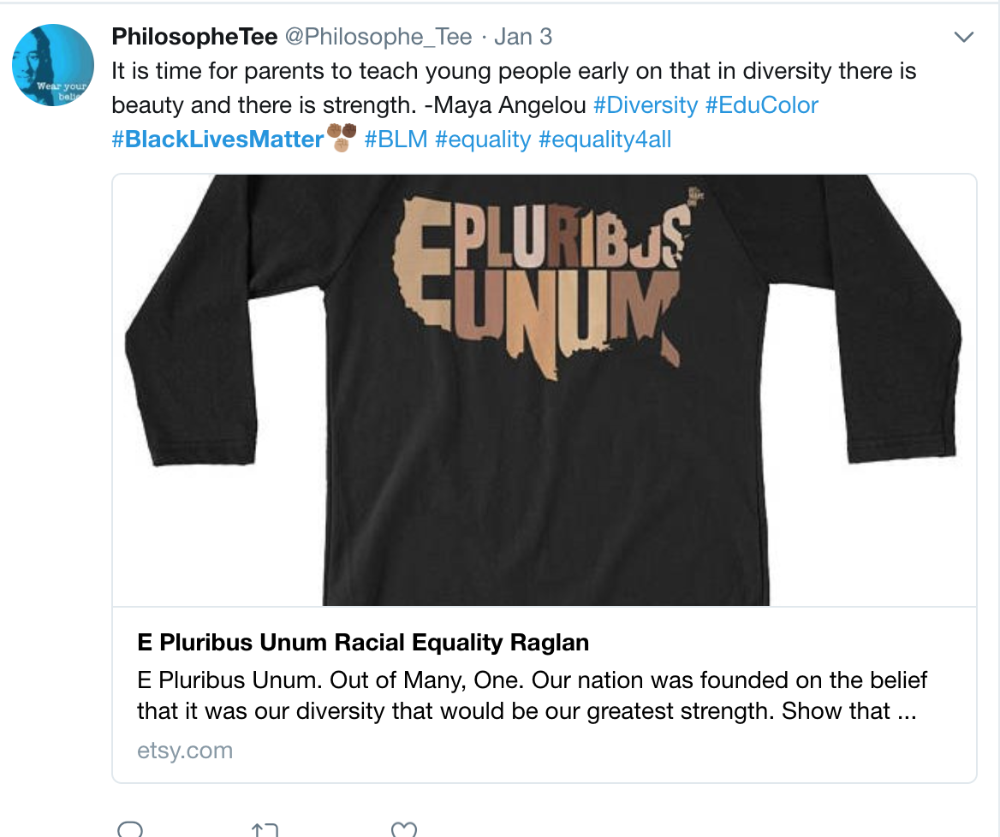 PhilosopheTee @Philosophe_Tee · Jan 3
It is time for parents to teach young people early on that in diversity there is
beauty and there is strength. -Maya Angelou #Diversity #EduColor
#BlackLivesMatter #BLM #equality #equality4all
Wear your
E PLURIBUS
UNUM
E Pluribus Unum Racial Equality Raglan
E Pluribus Unum. Out of Many, One. Our nation was founded on the belief
that it was our diversity that would be our greatest strength. Show that ...
etsy.com